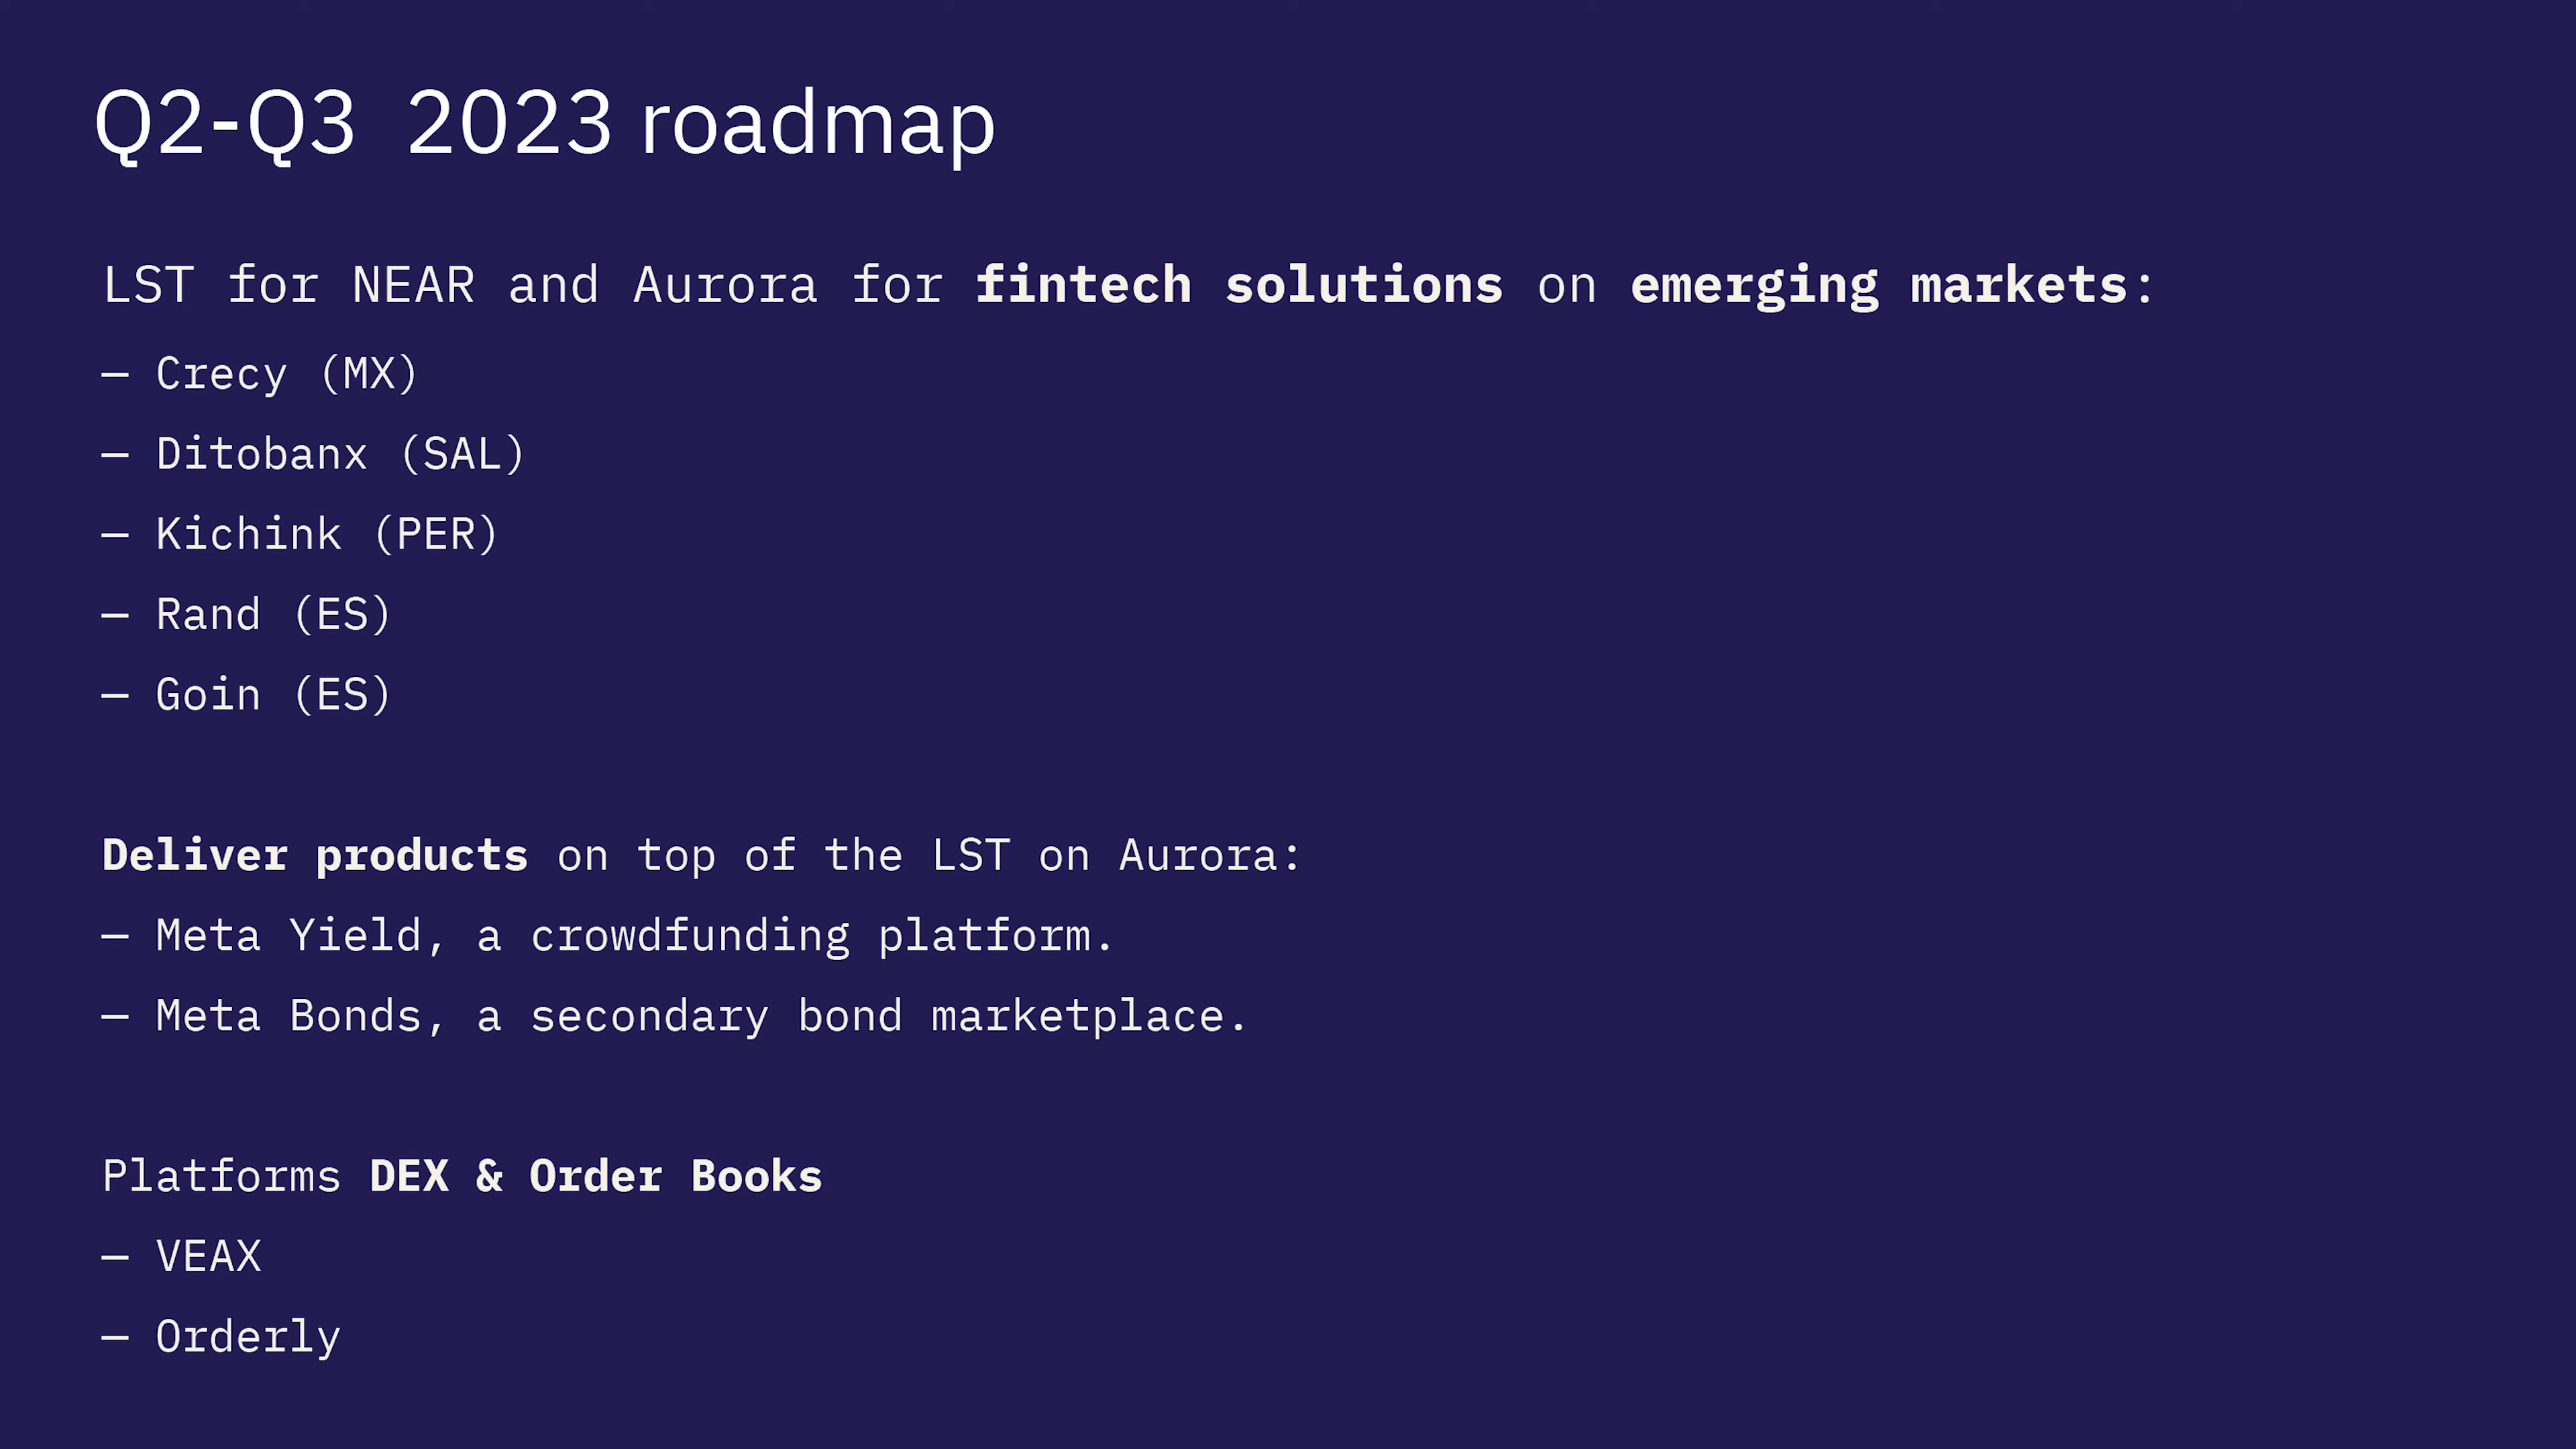 Q2-Q3 2023 roadmap
LST for NEAR and Aurora for fintech solutions on emerging markets:
— Crecy (MX)
— Ditobanx (SAL)
— Kichink (PER)
— Rand (ES)
— Goin (ES)
Deliver products on top of the LST on Aurora:
— Meta Yield, a crowdfunding platform.
— Meta Bonds, a secondary bond marketplace.
Platforms DEX & Order Books
— VEAX
— Orderly